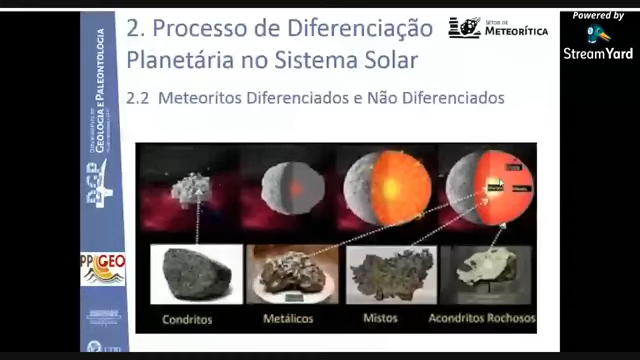 2. Processo de Diferenciação
Planetária no Sistema Solar
SETOR DE
METEORÍTICA
Powered by
StreamYard
2.2 Meteoritos Diferenciados e Não Diferenciados
GEOLOGIA E PALEONTOLOGIA
DGP
PPGEO
Condritos
Metálicos
Mistos
Acondritos Rochosos